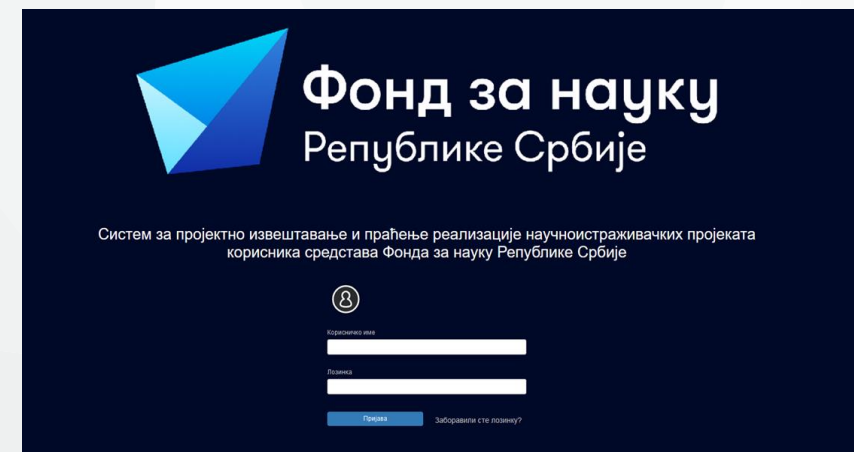 Фонд за науку
Републике Србије
Систем за пројектно извештавање и праћење реализације научноистраживачких пројеката
корисника средстава Фонда за науку Републике Србије
Корисничко име
Лозинка
Пријава
Заборавили сте лозинку?